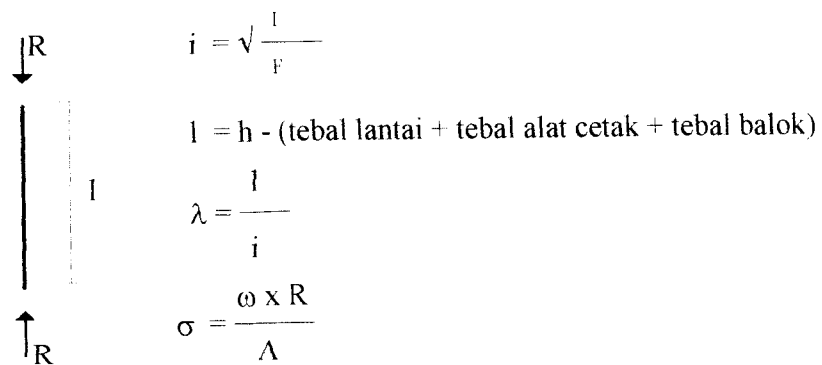 R
i = √ I / F
l = h - (tebal lantai + tebal alat cetak + tebal balok)
l
λ = l / i
σ = ω x R / A
R